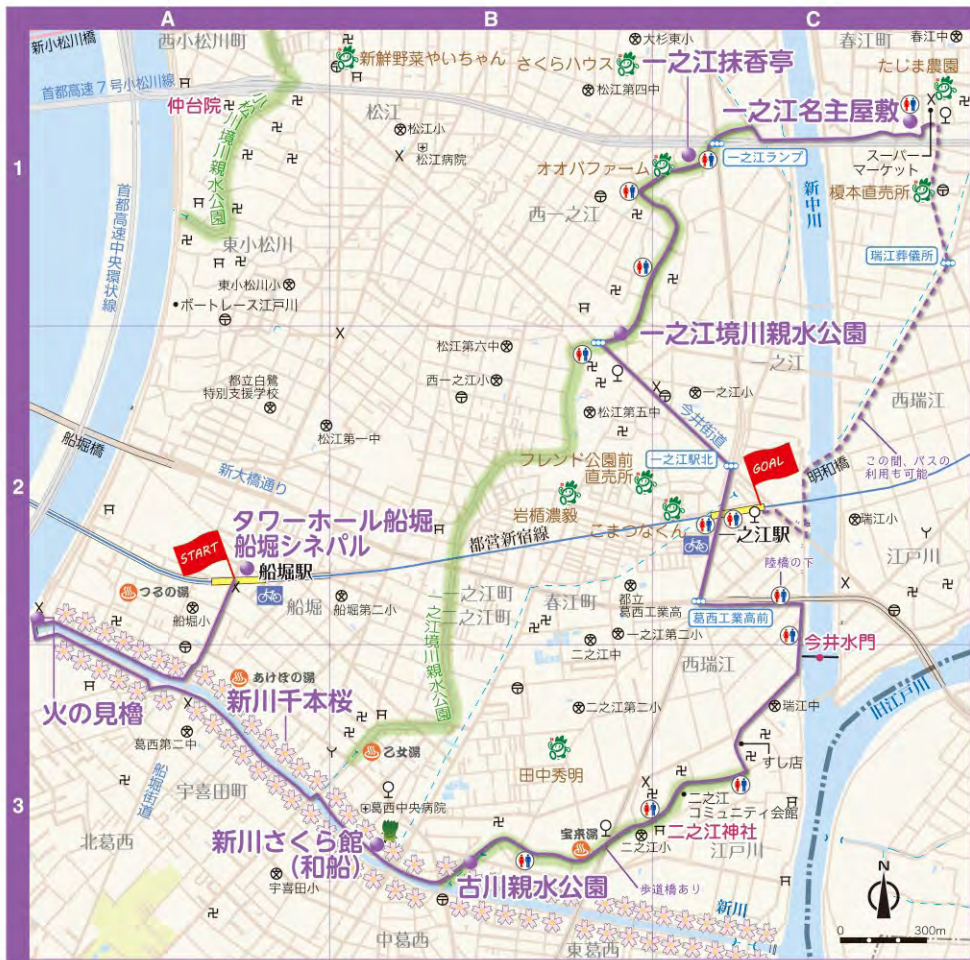 A
B
C
1
2
3
新小松川橋
西小松川町
首都高速7号小松川線
仲台院
小松川境川親水公園
新鮮野菜やいちゃん
松江
松江小
松江病院
大杉東小
さくらハウス
松江第四中
一之江抹香亭
春江町
春江中
たじま農園
一之江名主屋敷
スーパー
マーケット
一之江ランプ
オオバファーム
西一之江
榎本直売所
新中川
瑞江葬儀所
首都高速中央環状線
東小松川
東小松川小
ボートレース江戸川
一之江境川親水公園
松江第六中
西一之江小
松江第五中
一之江
一之江小
今井街道
西瑞江
都立白鷺
特別支援学校
松江第一中
船堀橋
新大橋通り
フレンド公園前
直売所
一之江駅北
GOAL
明和橋
この間、バスの
利用も可能
岩楯濃毅
こまつなくん
一之江駅
瑞江小
江戸川
タワーホール船堀
船堀シネパル
START
船堀駅
都営新宿線
陸橋の下
つるの湯
船堀小
船堀
船堀第二小
二之江町
一之江町
春江町
都立
葛西工業高
葛西工業高前
一之江第二小
二之江中
今井水門
西瑞江
旧江戸川
一之江境川親水公園
あけぼの湯
火の見櫓
新川千本桜
葛西第二中
乙女湯
二之江第二小
瑞江中
すし店
田中秀明
船堀街道
宇喜田町
北葛西
葛西中央病院
二之江
コミュニティ会館
二之江神社
宝来湯
二之江小
江戸川
新川さくら館
(和船)
古川親水公園
歩道橋あり
宇喜田小
新川
中葛西
東葛西
N
0
300m